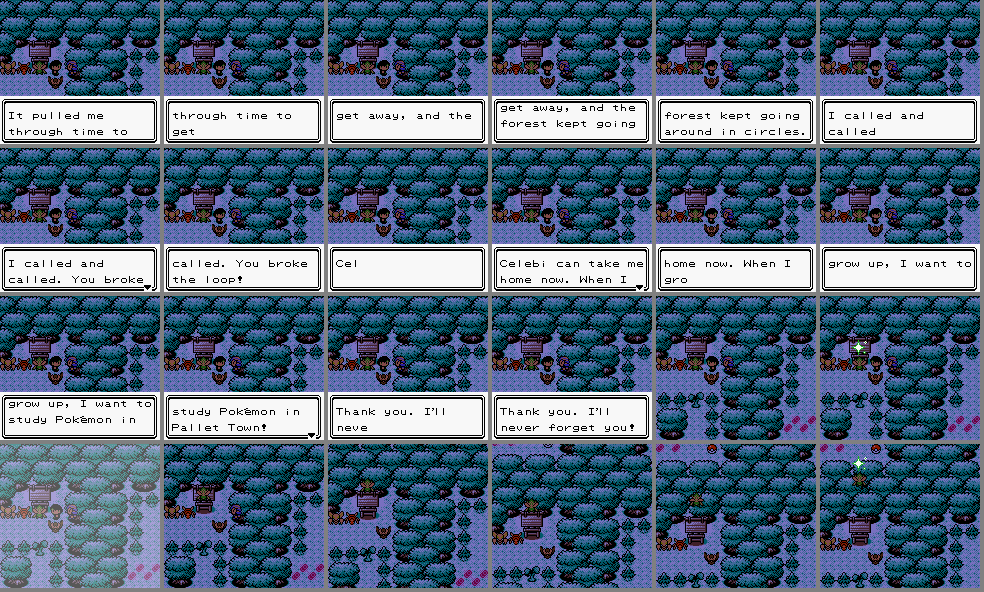 It pulled me
through time to
through time to
get
get away, and the
get away, and the
forest kept going
forest kept going
around in circles.
I called and
called
I called and
called. You broke
called. You broke
the loop!
Cel
Celebi can take me
home now. When I
home now. When I
gro
grow up, I want to
grow up, I want to
study Pokémon in
study Pokémon in
Pallet Town!
Thank you. I'll
neve
Thank you. I'll
never forget you!